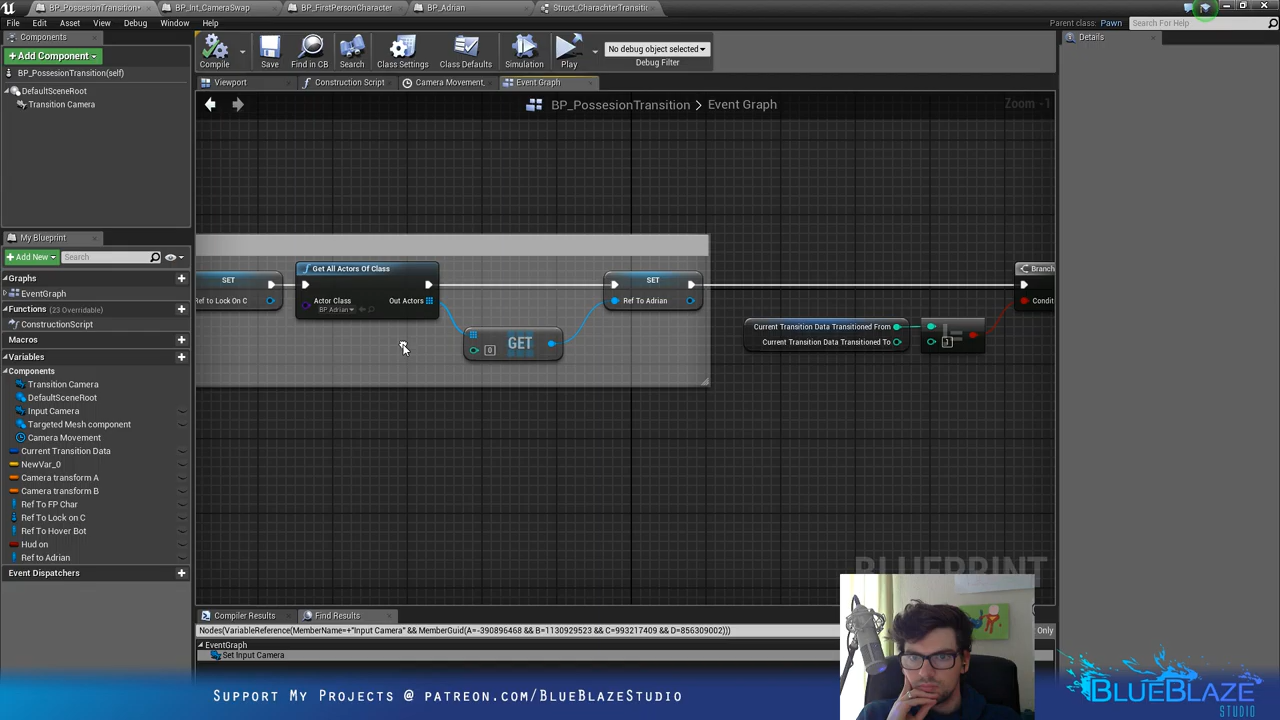 BP_PossesionTransition*
BP_Int_CameraSwap
BP_FirstPersonCharacter
BP_Adrian
Struct_CharachterTransitic
File
Edit
Asset
View
Debug
Window
Help
Parent class: Pawn
Search For Help
Components
Add Component
BP_PossesionTransition(self)
DefaultSceneRoot
Transition Camera
Compile
Save
Find in CB
Search
Class Settings
Class Defaults
Simulation
Play
No debug object selected
Debug Filter
Details
Viewport
Construction Script
Camera Movement
Event Graph
BP_PossesionTransition > Event Graph
Zoom -1
My Blueprint
Add New
Search
Graphs
EventGraph
Functions (23 Overridable)
ConstructionScript
Macros
Variables
Components
Transition Camera
DefaultSceneRoot
Input Camera
Targeted Mesh component
Camera Movement
Current Transition Data
NewVar_0
Camera transform A
Camera transform B
Ref To FP Char
Ref To Lock on C
Ref To Hover Bot
Hud on
Ref to Adrian
Event Dispatchers
SET
Ref to Lock On C
Get All Actors Of Class
Actor Class
BP Adrian
Out Actors
0
GET
SET
Ref To Adrian
Current Transition Data Transitioned From
Current Transition Data Transitioned To
!=
1
Branch
Condit
BLUEPRINT
Compiler Results
Find Results
Nodes(VariableReference(MemberName=+"Input Camera" && MemberGuid(A=-390896468 && B=1130929523 && C=993217409 && D=856309002)))
Only
EventGraph
Set Input Camera
Support My Projects @ patreon.com/BlueBlazeStudio
BLUEBLAZE
STUDIO